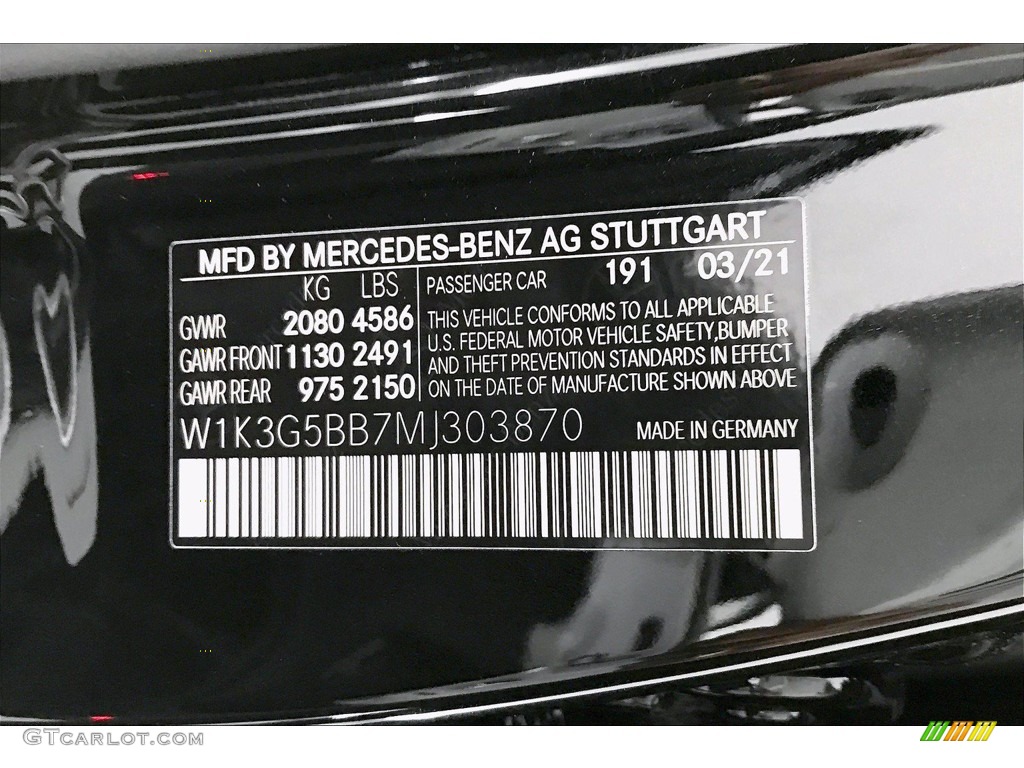 MFD BY MERCEDES-BENZ AG STUTTGART
KG LBS
GVWR 2080 4586
GAWR FRONT 1130 2491
GAWR REAR 975 2150
PASSENGER CAR 191 03/21
THIS VEHICLE CONFORMS TO ALL APPLICABLE
U.S. FEDERAL MOTOR VEHICLE SAFETY,BUMPER
AND THEFT PREVENTION STANDARDS IN EFFECT
ON THE DATE OF MANUFACTURE SHOWN ABOVE
W1K3G5BB7MJ303870
MADE IN GERMANY
GTCarLot.com